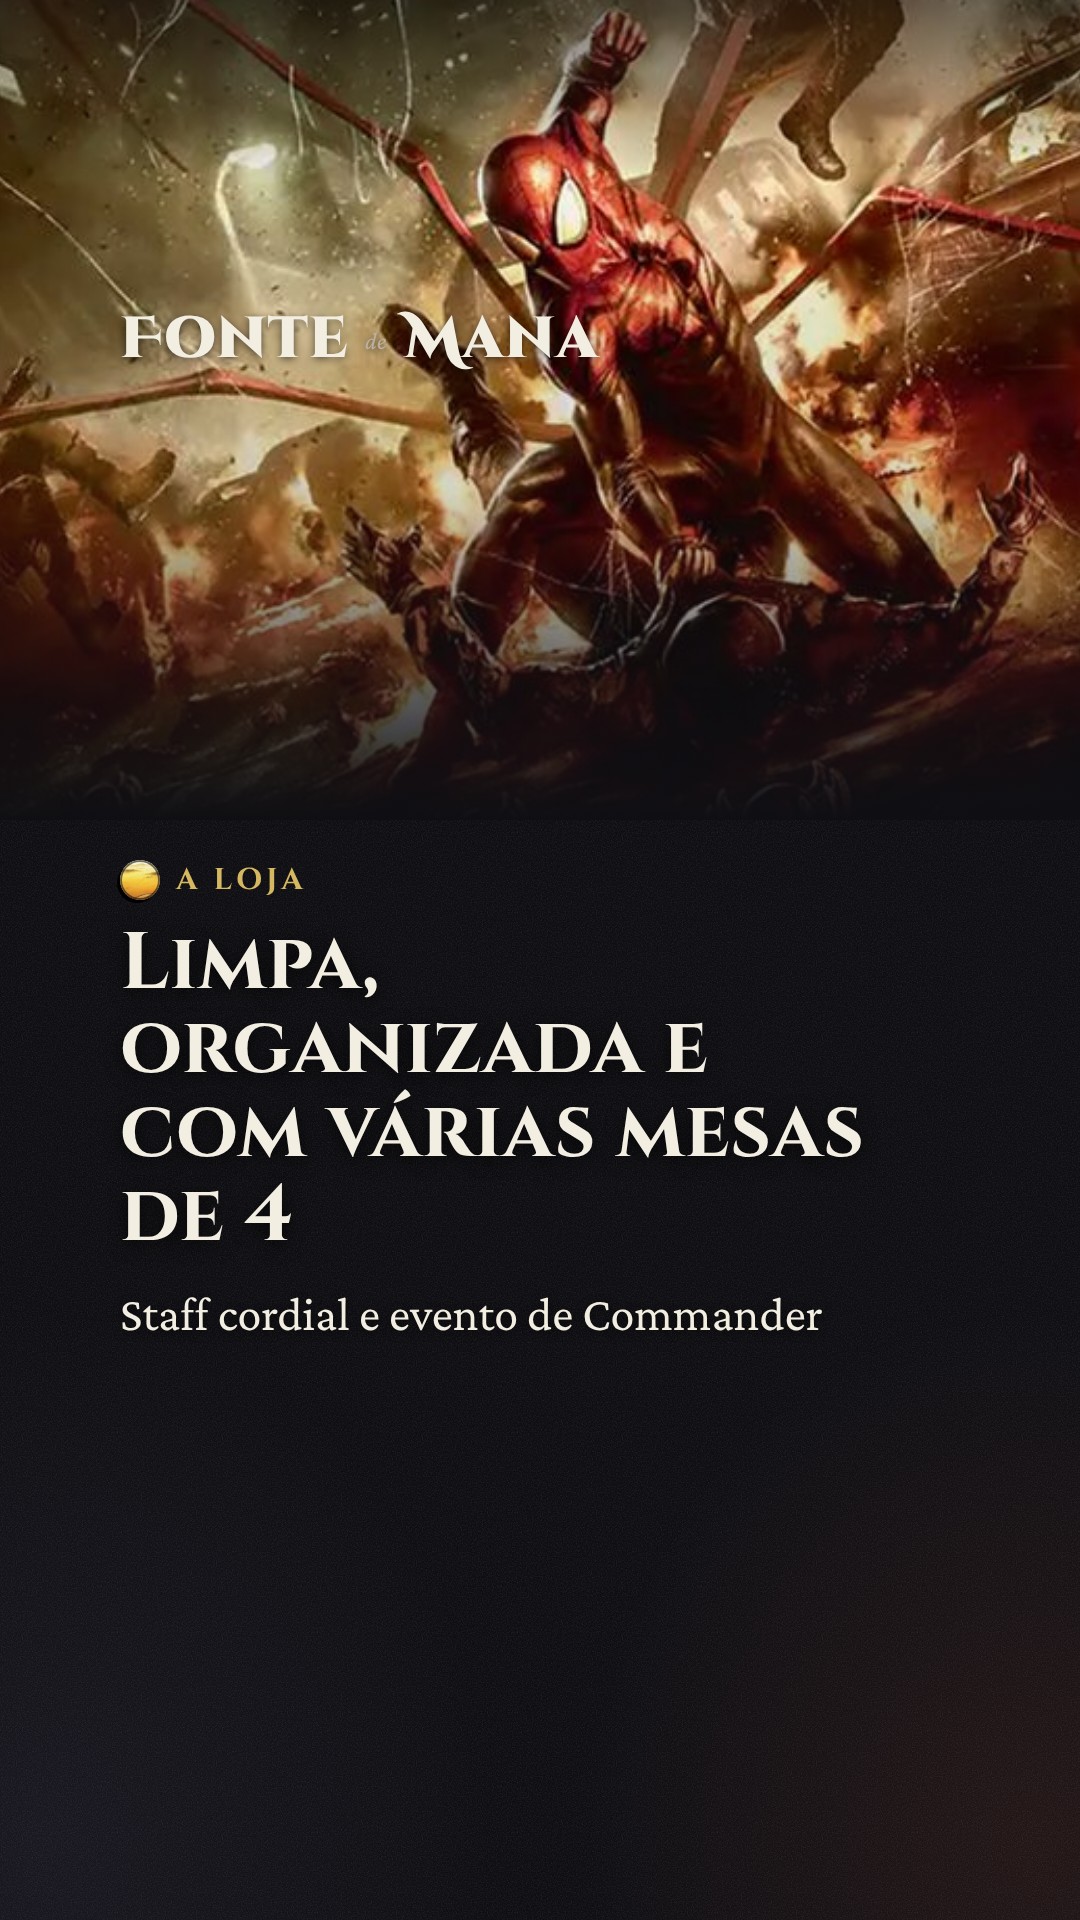 Fonte de Mana
A LOJA
Limpa,
organizada e
com várias mesas
de 4
Staff cordial e evento de Commander